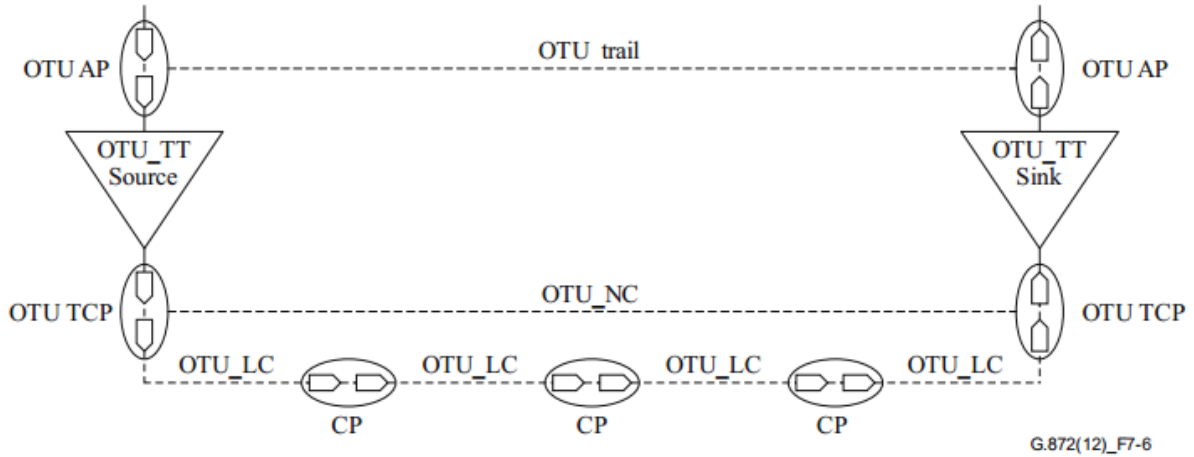 OTU trail
OTU AP
OTU AP
OTU_TT
Source
OTU_TT
Sink
OTU_NC
OTU TCP
OTU TCP
OTU_LC
OTU_LC
OTU_LC
OTU_LC
CP
CP
CP
G.872(12)_F7-6